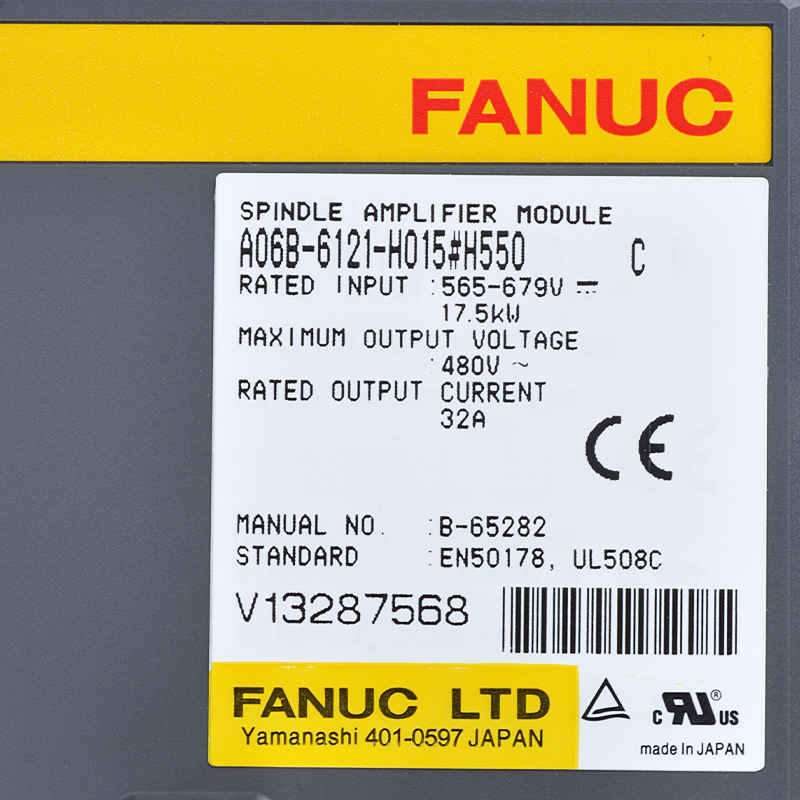 FANUC
SPINDLE AMPLIFIER MODULE
A06B-6121-H015#H550 C
RATED INPUT :565-679V ⎓
17.5kW
MAXIMUM OUTPUT VOLTAGE
:480V ~
RATED OUTPUT CURRENT
32A
CE
MANUAL NO. :B-65282
STANDARD :EN50178, UL508C
V13287568
FANUC LTD
Yamanashi 401-0597 JAPAN
c RU ® US
made In JAPAN